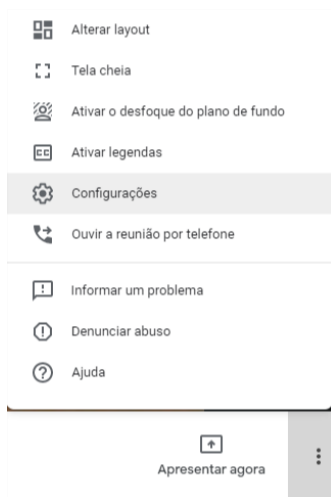 Alterar layout
Tela cheia
Ativar o desfoque do plano de fundo
CC Ativar legendas
Configurações
Ouvir a reunião por telefone
Informar um problema
Denunciar abuso
Ajuda
Apresentar agora